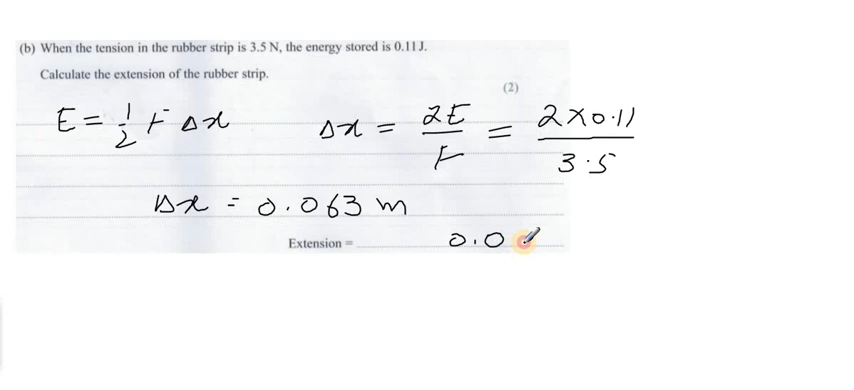 (b) When the tension in the rubber strip is 3.5 N, the energy stored is 0.11 J.
Calculate the extension of the rubber strip.
(2)
E = 1/2 F Δx    Δx = 2E/F = 2×0.11/3.5
Δx = 0.063 m
Extension = 0.0